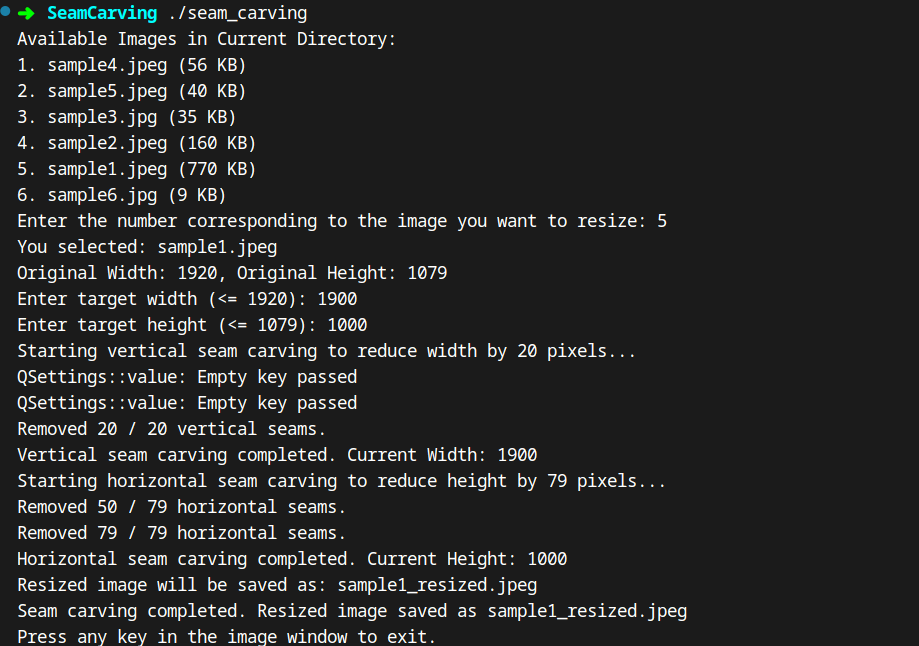 ➜ SeamCarving ./seam_carving
Available Images in Current Directory:
1. sample4.jpeg (56 KB)
2. sample5.jpeg (40 KB)
3. sample3.jpg (35 KB)
4. sample2.jpeg (160 KB)
5. sample1.jpeg (770 KB)
6. sample6.jpg (9 KB)
Enter the number corresponding to the image you want to resize: 5
You selected: sample1.jpeg
Original Width: 1920, Original Height: 1079
Enter target width (<= 1920): 1900
Enter target height (<= 1079): 1000
Starting vertical seam carving to reduce width by 20 pixels...
QSettings::value: Empty key passed
QSettings::value: Empty key passed
Removed 20 / 20 vertical seams.
Vertical seam carving completed. Current Width: 1900
Starting horizontal seam carving to reduce height by 79 pixels...
Removed 50 / 79 horizontal seams.
Removed 79 / 79 horizontal seams.
Horizontal seam carving completed. Current Height: 1000
Resized image will be saved as: sample1_resized.jpeg
Seam carving completed. Resized image saved as sample1_resized.jpeg
Press any key in the image window to exit.